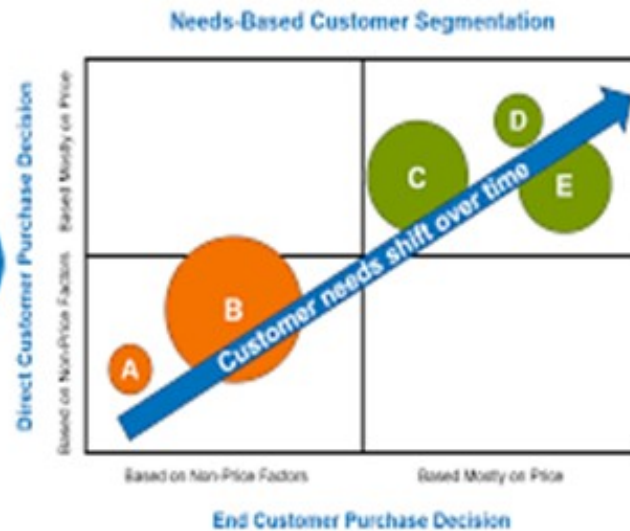 Needs-Based Customer Segmentation
Direct Customer Purchase Decision
Based Mostly on Price
Based on Non-Price Factors
A
B
C
D
E
Customer needs shift over time
Based on Non-Price Factors
Based Mostly on Price
End Customer Purchase Decision